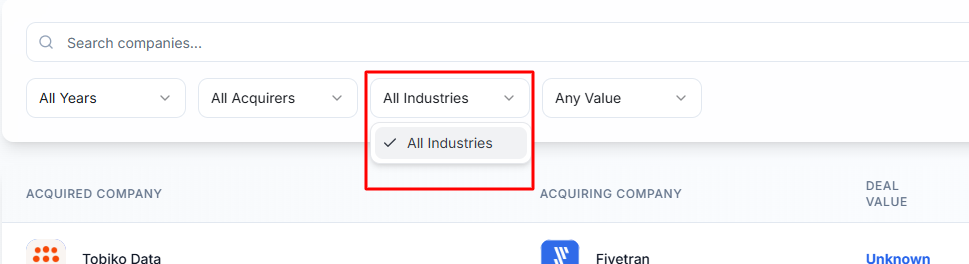 Search companies...
All Years
All Acquirers
All Industries
Any Value
All Industries
ACQUIRED COMPANY
ACQUIRING COMPANY
DEAL
VALUE
Tobiko Data
Fivetran
Unknown